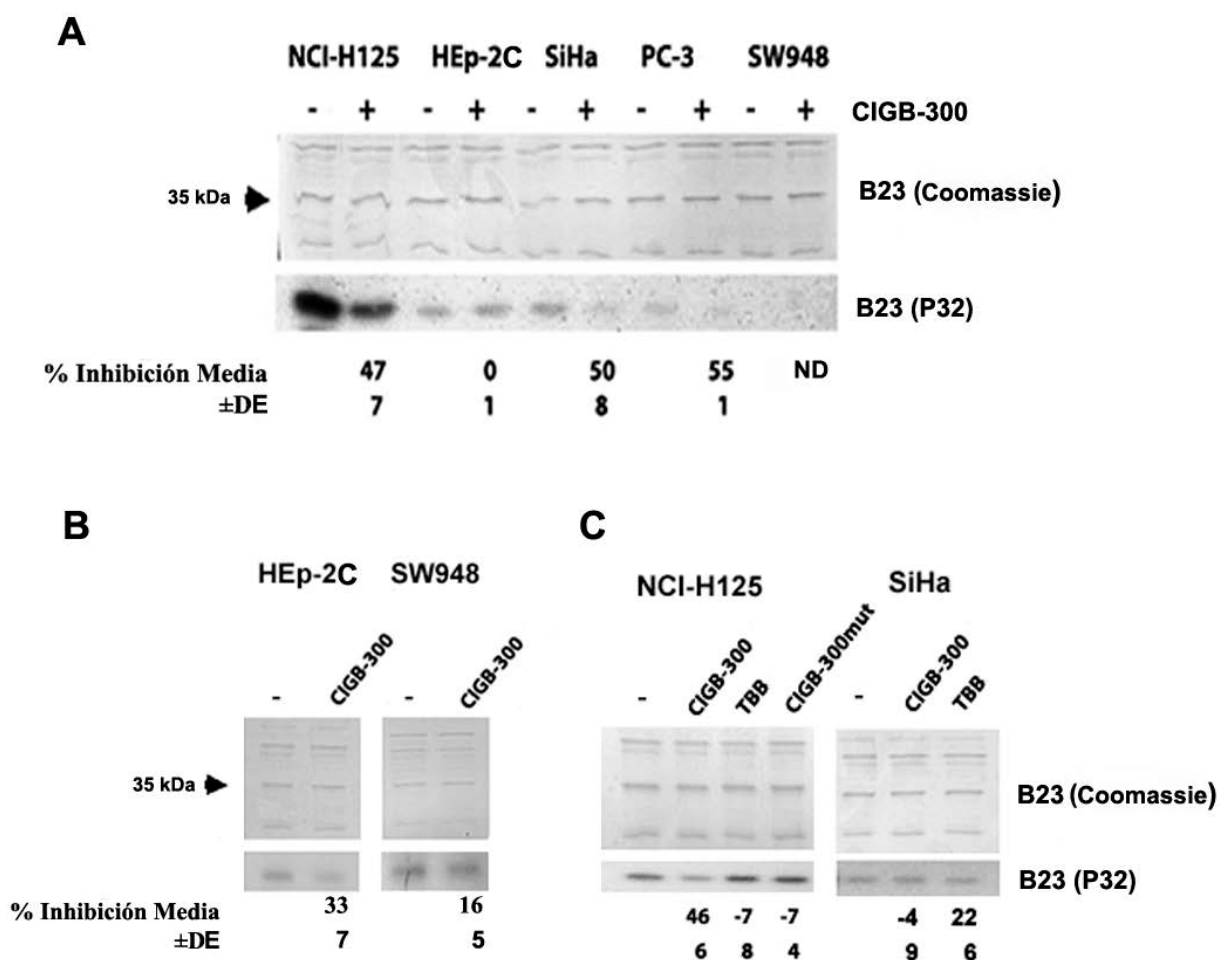 A
NCI-H125 HEp-2C SiHa PC-3 SW948
- + - + - + - + - + CIGB-300
35 kDa B23 (Coomassie)
B23 (P32)
% Inhibición Media 47 0 50 55 ND
±DE 7 1 8 1
B
HEp-2C SW948
- CIGB-300 - CIGB-300
35 kDa
% Inhibición Media 33 16
±DE 7 5
C
NCI-H125 SiHa
- CIGB-300 TBB CIGB-300mut - CIGB-300 TBB
B23 (Coomassie)
B23 (P32)
46 -7 -7 -4 22
6 8 4 9 6